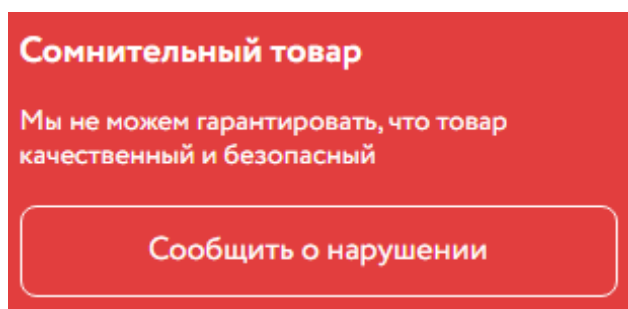 Сомнительный товар
Мы не можем гарантировать, что товар
качественный и безопасный
Сообщить о нарушении